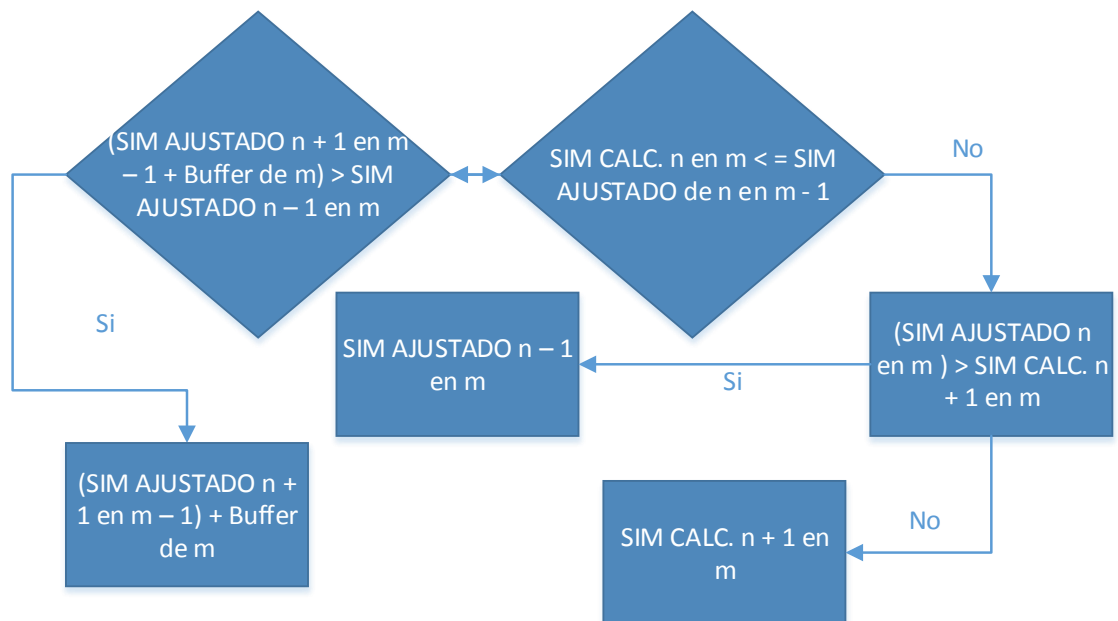 (SIM AJUSTADO n + 1 en m
– 1 + Buffer de m) > SIM
AJUSTADO n – 1 en m
SIM CALC. n en m < = SIM
AJUSTADO de n en m - 1
No
Si
SIM AJUSTADO n – 1
en m
Si
(SIM AJUSTADO n
en m ) > SIM CALC. n
+ 1 en m
(SIM AJUSTADO n +
1 en m – 1) + Buffer
de m
SIM CALC. n + 1 en
m
No